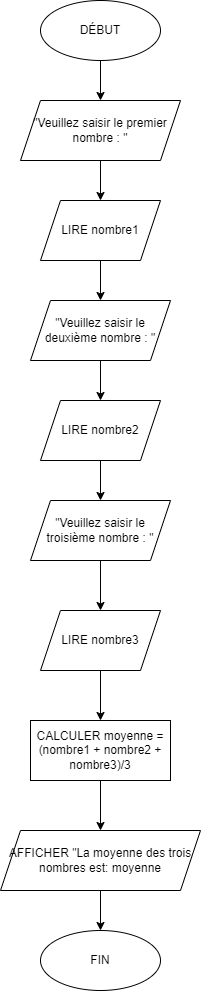 DÉBUT
"Veuillez saisir le premier
nombre : "
LIRE nombre1
"Veuillez saisir le
deuxième nombre : "
LIRE nombre2
"Veuillez saisir le
troisième nombre : "
LIRE nombre3
CALCULER moyenne =
(nombre1 + nombre2 +
nombre3)/3
AFFICHER "La moyenne des trois
nombres est: moyenne
FIN